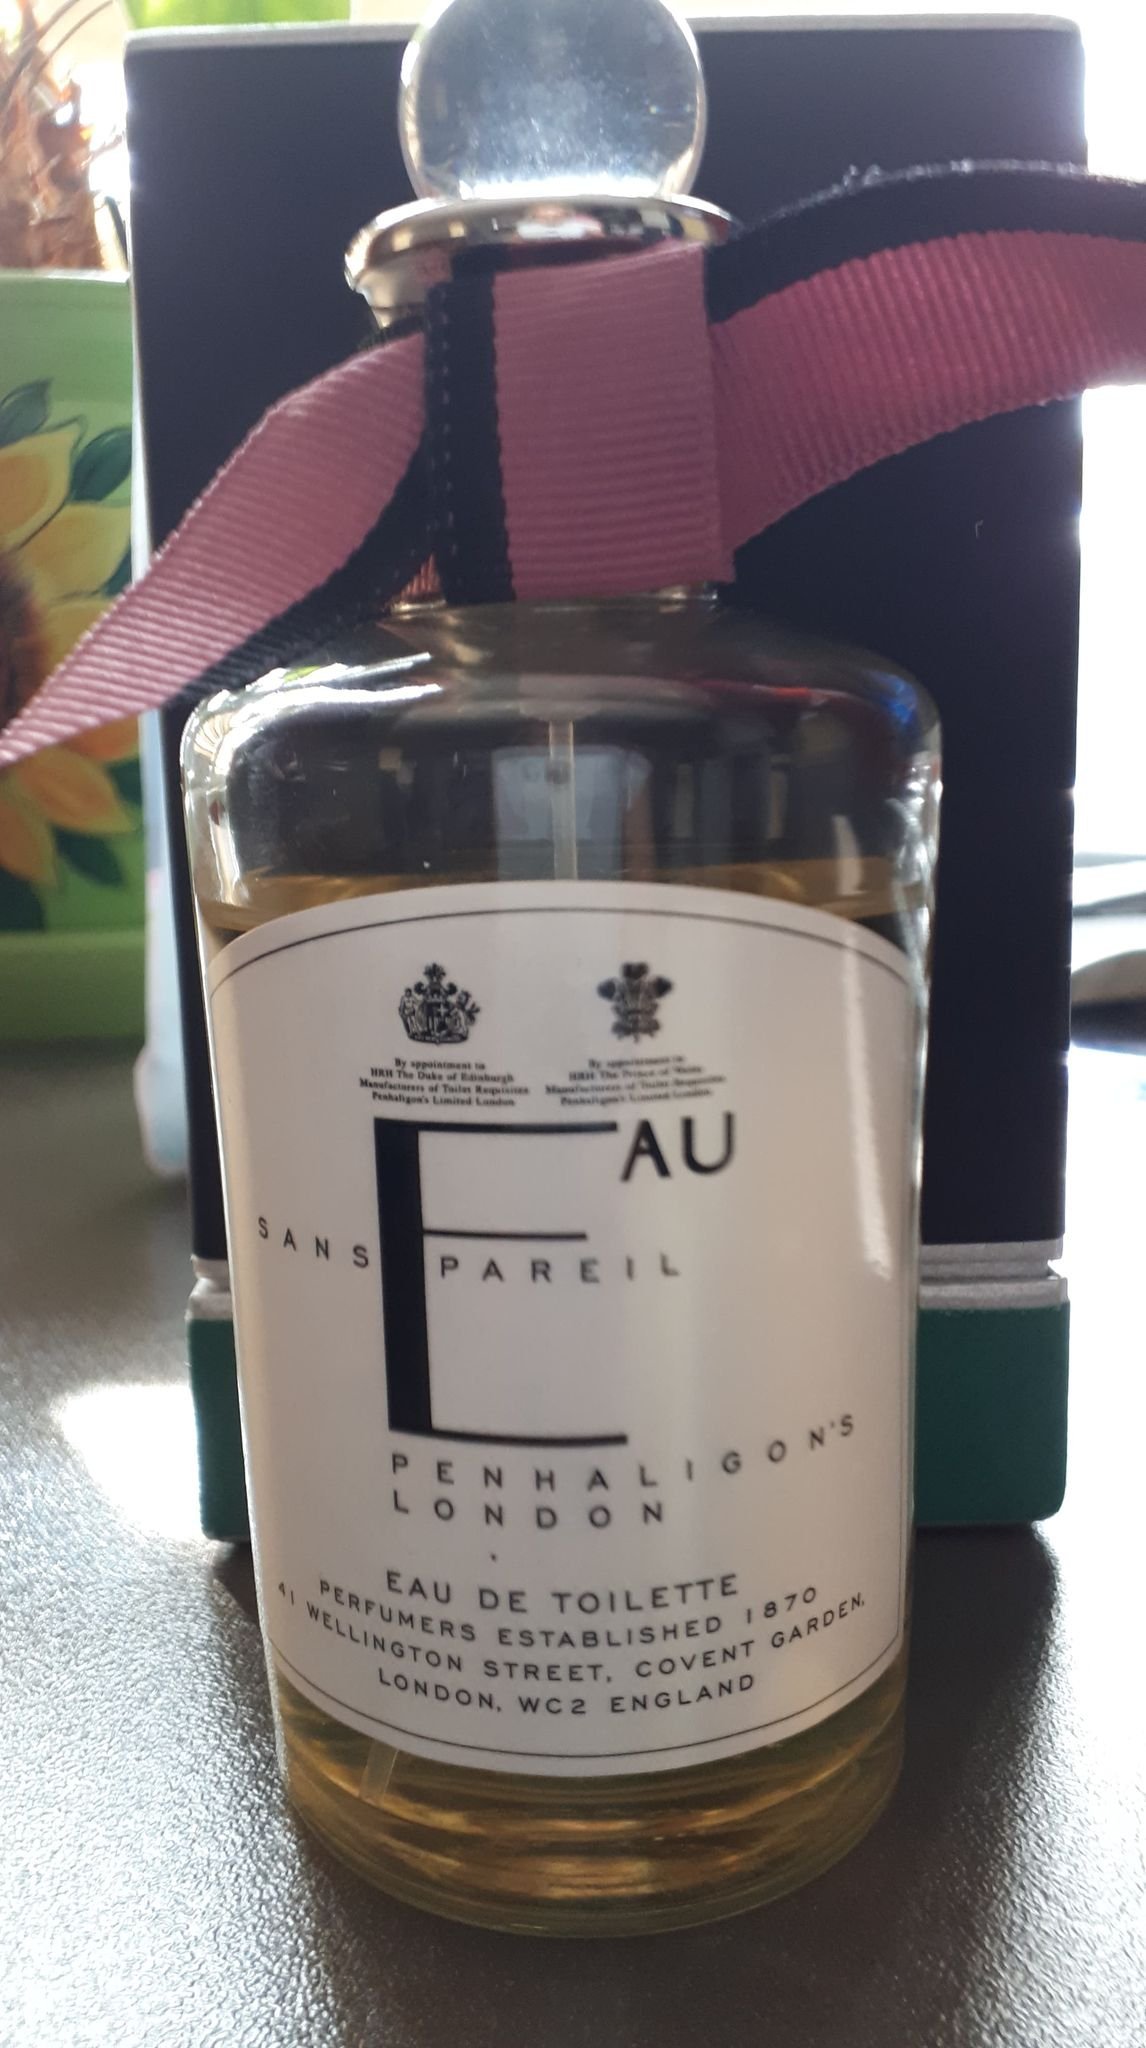 By appointment to
HRH The Duke of Edinburgh
Manufacturers of Toilet Requisites
Penhaligon's Limited London
By appointment to
HRH The Prince of Wales
Manufacturers of Toilet Requisites
Penhaligon's Limited London
EAU
SANS PAREIL
PENHALIGON'S
LONDON
EAU DE TOILETTE
PERFUMERS ESTABLISHED 1870
41 WELLINGTON STREET, COVENT GARDEN,
LONDON, WC2 ENGLAND